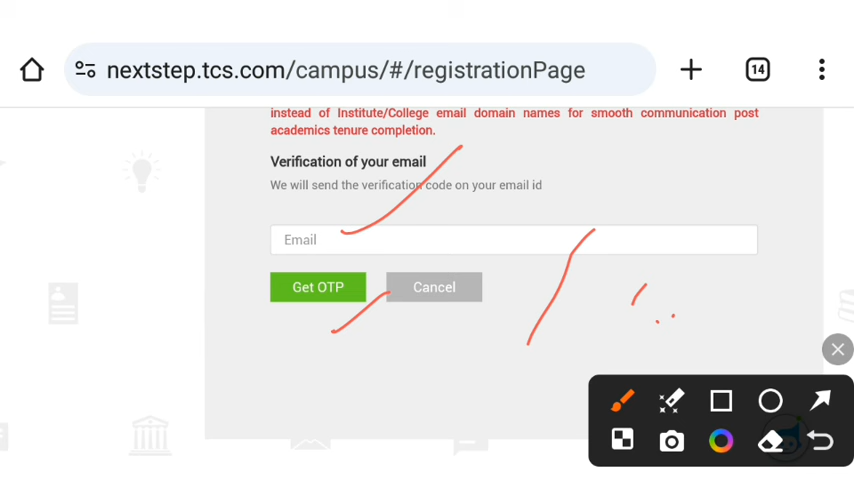 nextstep.tcs.com/campus/#/registrationPage
14
instead of Institute/College email domain names for smooth communication post
academics tenure completion.
Verification of your email
We will send the verification code on your email id
Email
Get OTP Cancel